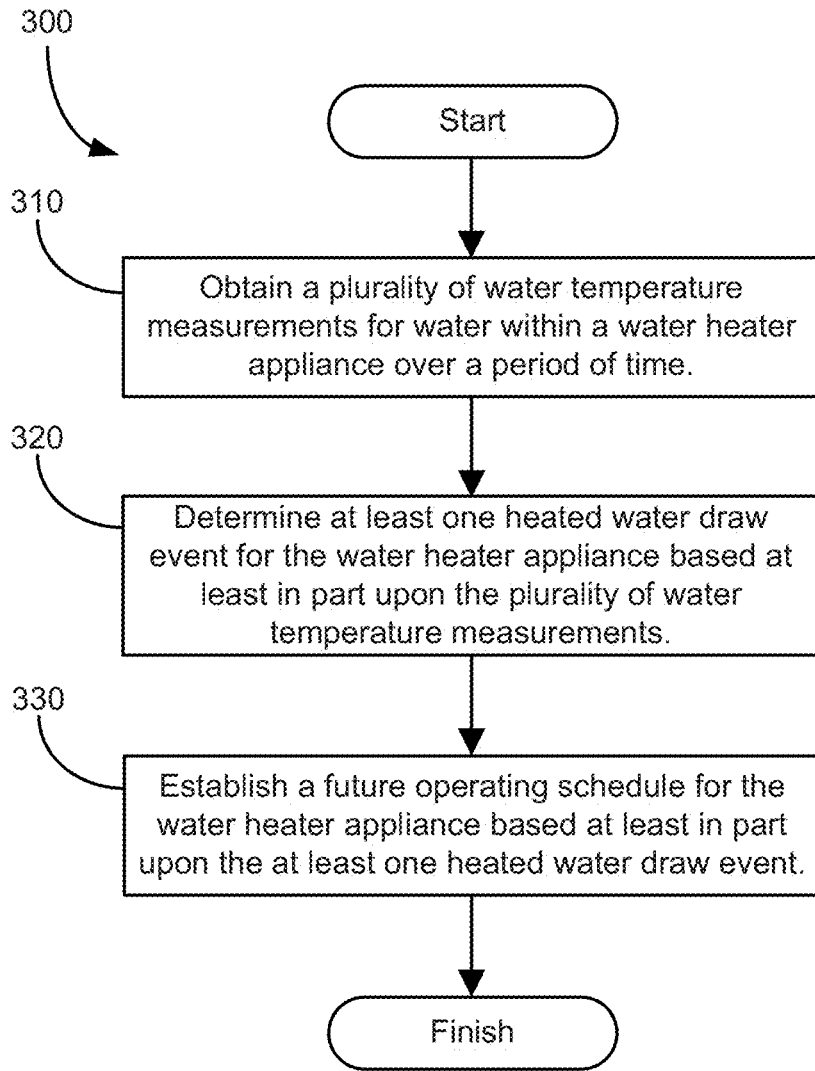 300
Start
310
Obtain a plurality of water temperature
measurements for water within a water heater
appliance over a period of time.
320
Determine at least one heated water draw
event for the water heater appliance based at
least in part upon the plurality of water
temperature measurements.
330
Establish a future operating schedule for the
water heater appliance based at least in part
upon the at least one heated water draw event.
Finish